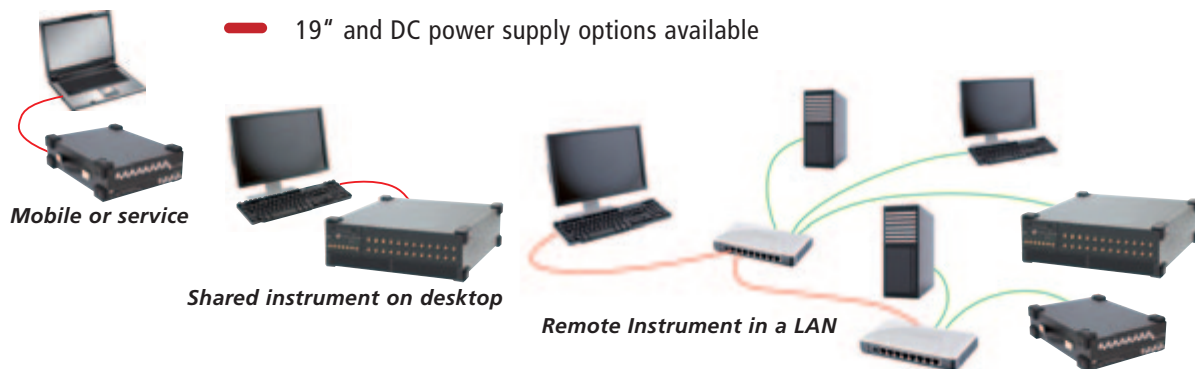 19" and DC power supply options available
Mobile or service
Shared instrument on desktop
Remote Instrument in a LAN